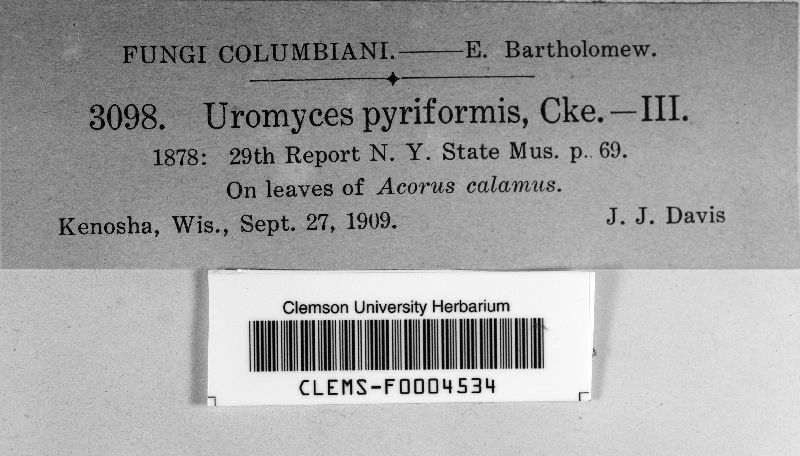 FUNGI COLUMBIANI.——E. Bartholomew.
3098. Uromyces pyriformis, Cke.—III.
1878: 29th Report N. Y. State Mus. p. 69.
On leaves of Acorus calamus.
Kenosha, Wis., Sept. 27, 1909. J. J. Davis
Clemson University Herbarium
CLEMS-F0004534